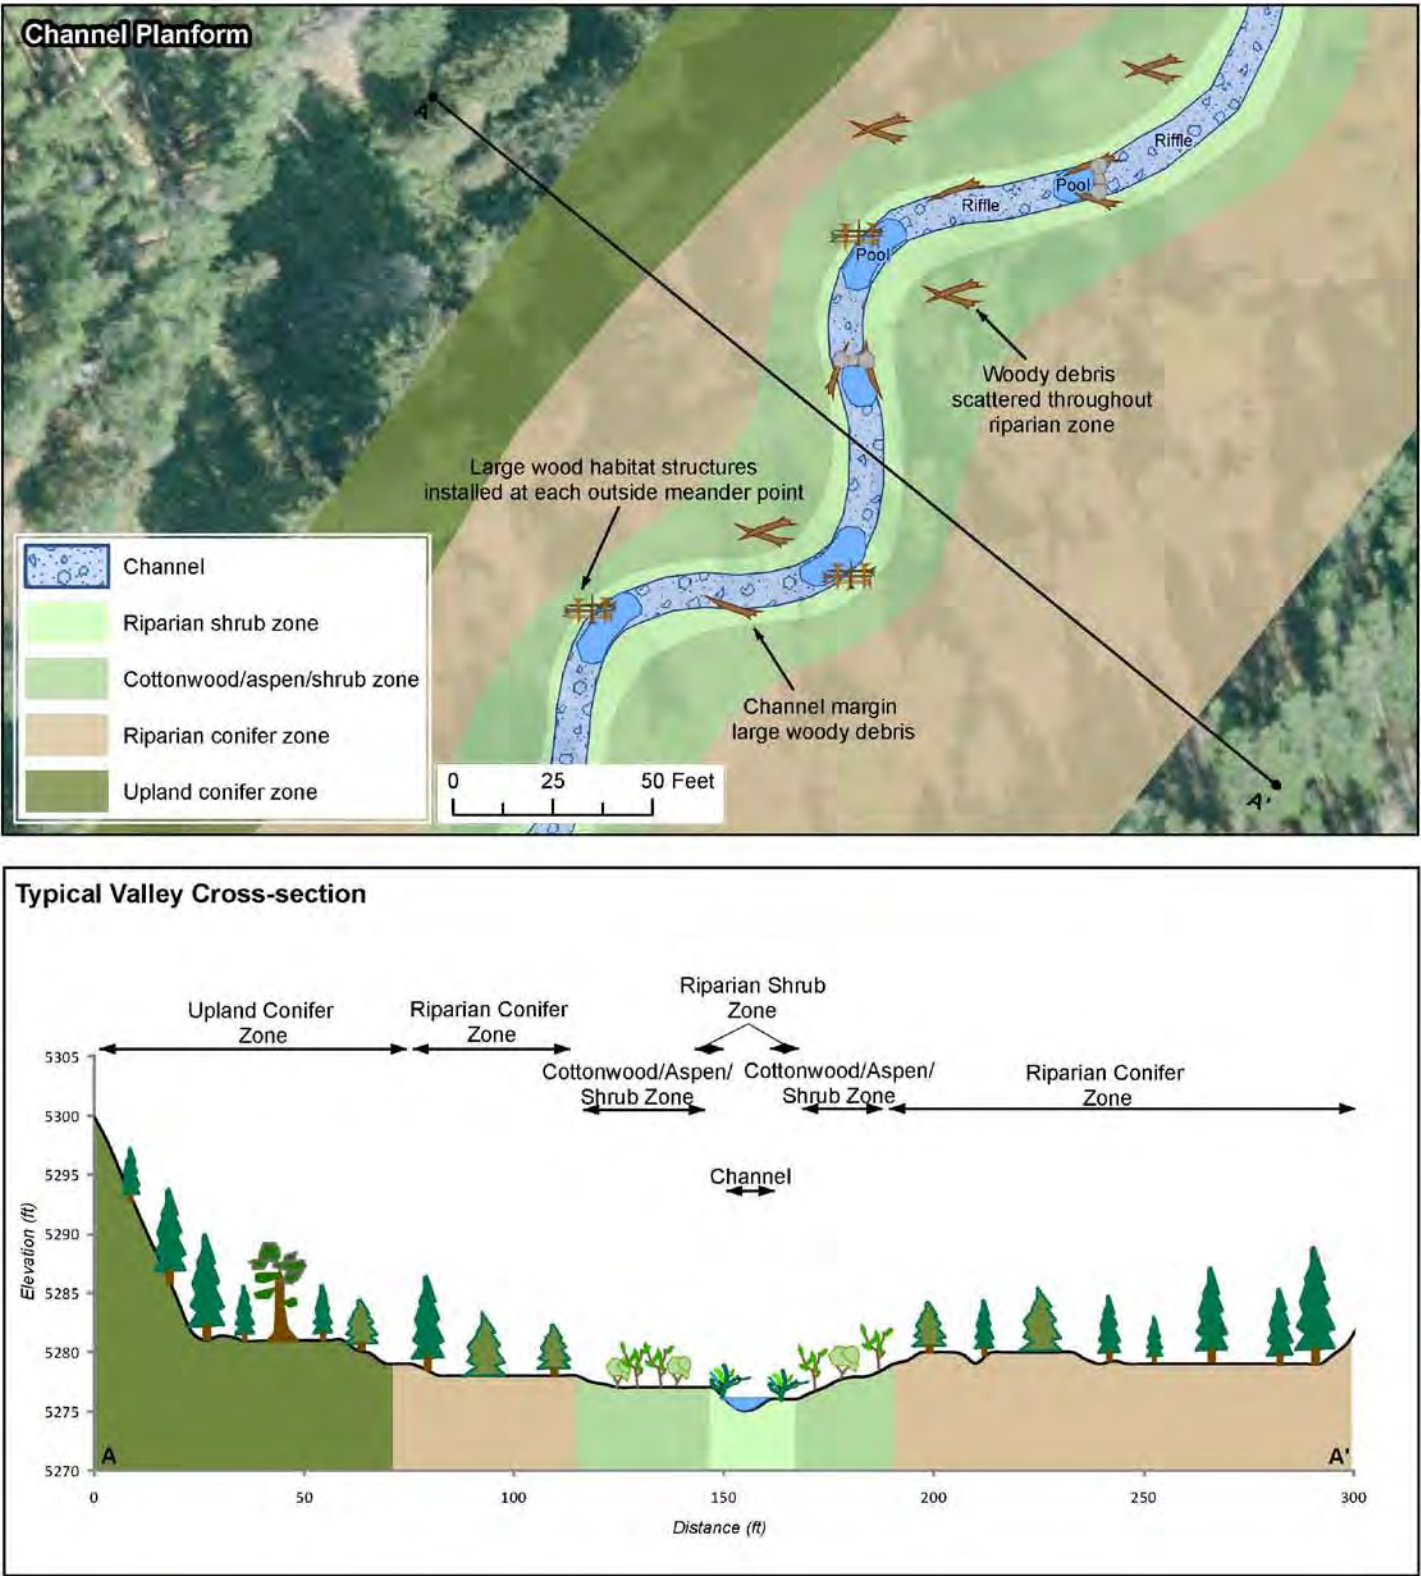 Channel Planform
A
Riffle
Pool
Riffle
Pool
Woody debris
scattered throughout
riparian zone
Large wood habitat structures
installed at each outside meander point
Channel
Riparian shrub zone
Cottonwood/aspen/shrub zone
Riparian conifer zone
Upland conifer zone
Channel margin
large woody debris
0 25 50 Feet
A'
Typical Valley Cross-section
Riparian Shrub
Zone
Upland Conifer
Zone
Riparian Conifer
Zone
Cottonwood/Aspen/
Shrub Zone
Cottonwood/Aspen/
Shrub Zone
Riparian Conifer
Zone
Channel
Elevation (ft)
5305
5300
5295
5290
5285
5280
5275
5270
A
A'
0 50 100 150 200 250 300
Distance (ft)